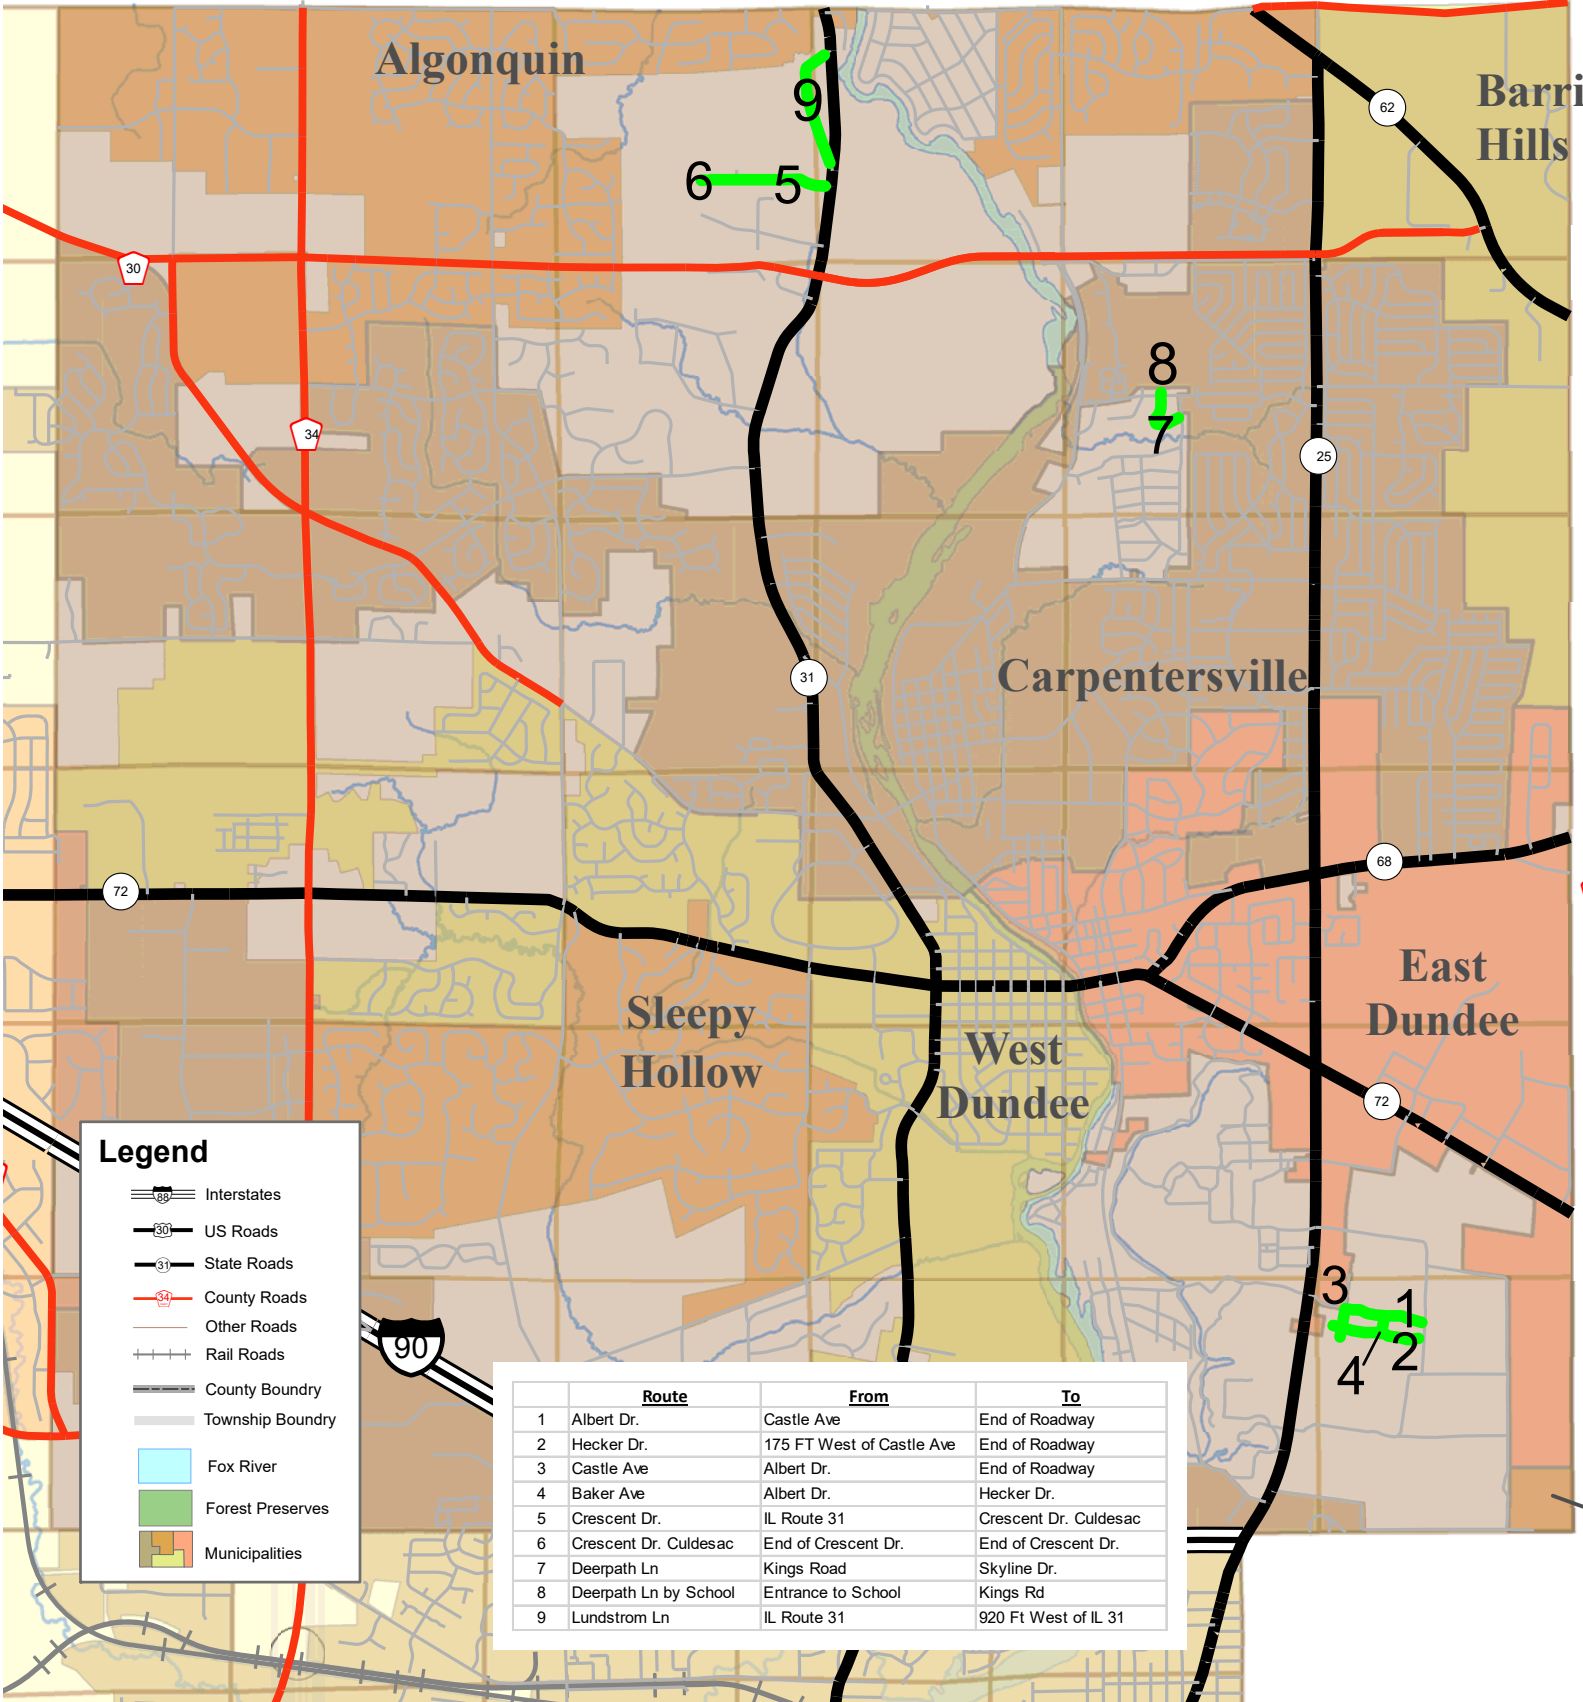 Algonquin
Barri
Hills
62
9
6
5
30
8
7
34
25
31
Carpentersville
72
68
East
Dundee
Sleepy
Hollow
West
Dundee
72
3
1
2
4
90
Legend
88 Interstates
30 US Roads
31 State Roads
34 County Roads
Other Roads
Rail Roads
County Boundry
Township Boundry
Fox River
Forest Preserves
Municipalities
Route From To
1 Albert Dr. Castle Ave End of Roadway
2 Hecker Dr. 175 FT West of Castle Ave End of Roadway
3 Castle Ave Albert Dr. End of Roadway
4 Baker Ave Albert Dr. Hecker Dr.
5 Crescent Dr. IL Route 31 Crescent Dr. Culdesac
6 Crescent Dr. Culdesac End of Crescent Dr. End of Crescent Dr.
7 Deerpath Ln Kings Road Skyline Dr.
8 Deerpath Ln by School Entrance to School Kings Rd
9 Lundstrom Ln IL Route 31 920 Ft West of IL 31